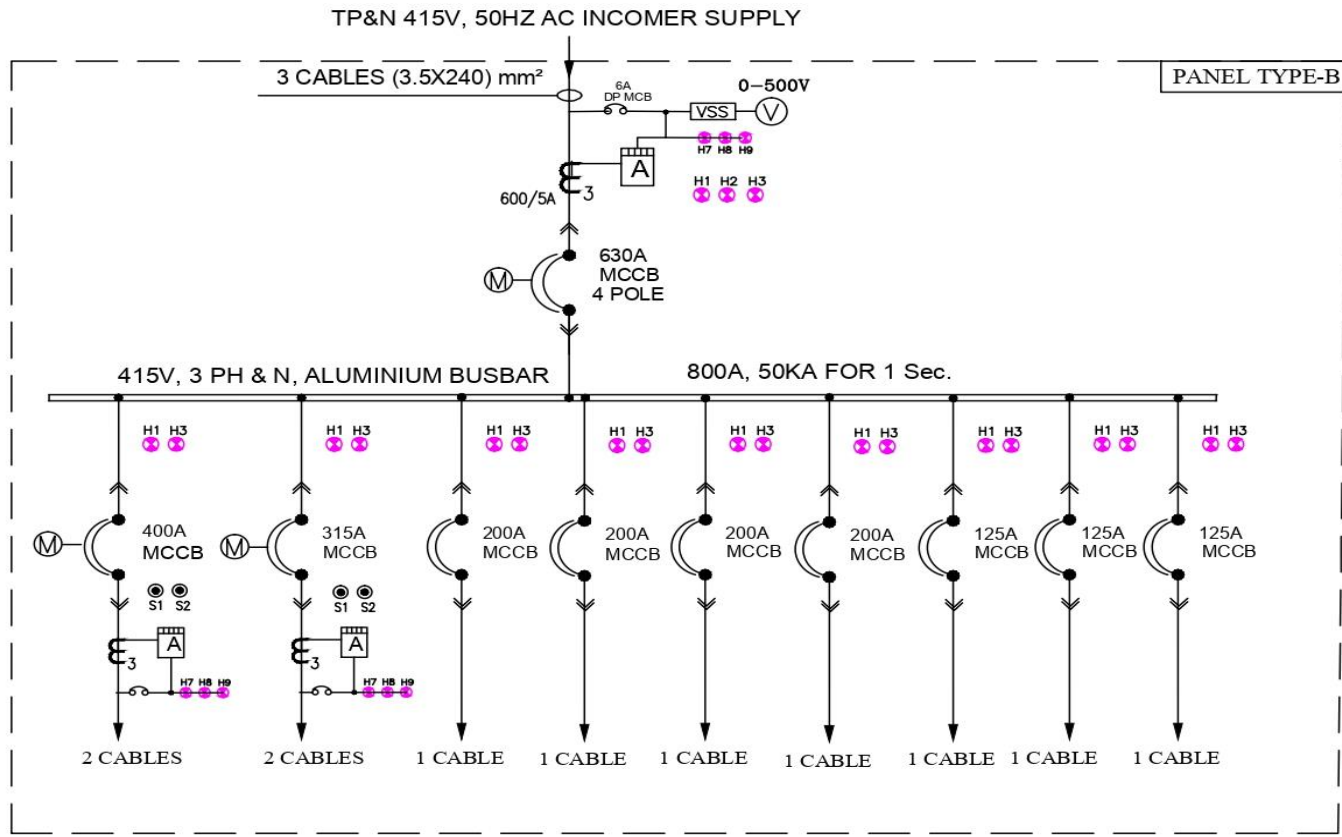 TP&N 415V, 50HZ AC INCOMER SUPPLY
PANEL TYPE-B
3 CABLES (3.5X240) mm²
6A
DP MCB
VSS
0-500V
V
H7 H8 H9
A
H1 H2 H3
600/5A
3
M
630A
MCCB
4 POLE
415V, 3 PH & N, ALUMINIUM BUSBAR
800A, 50KA FOR 1 Sec.
H1 H3
H1 H3
H1 H3
H1 H3
H1 H3
H1 H3
H1 H3
H1 H3
H1 H3
M
400A
MCCB
M
315A
MCCB
200A
MCCB
200A
MCCB
200A
MCCB
200A
MCCB
125A
MCCB
125A
MCCB
125A
MCCB
S1 S2
S1 S2
3
A
3
A
H7 H8 H9
H7 H8 H9
2 CABLES
2 CABLES
1 CABLE
1 CABLE
1 CABLE
1 CABLE
1 CABLE
1 CABLE
1 CABLE